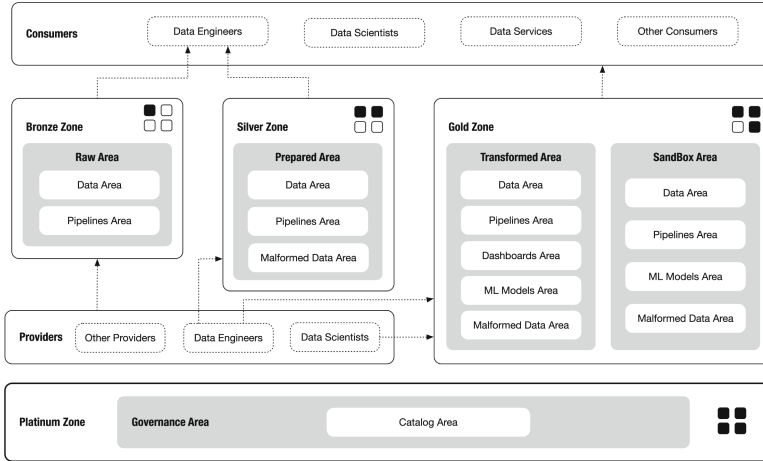 Consumers
Data Engineers
Data Scientists
Data Services
Other Consumers
Bronze Zone
Raw Area
Data Area
Pipelines Area
Silver Zone
Prepared Area
Data Area
Pipelines Area
Malformed Data Area
Gold Zone
Transformed Area
Data Area
Pipelines Area
Dashboards Area
ML Models Area
Malformed Data Area
SandBox Area
Data Area
Pipelines Area
ML Models Area
Malformed Data Area
Providers
Other Providers
Data Engineers
Data Scientists
Platinum Zone
Governance Area
Catalog Area